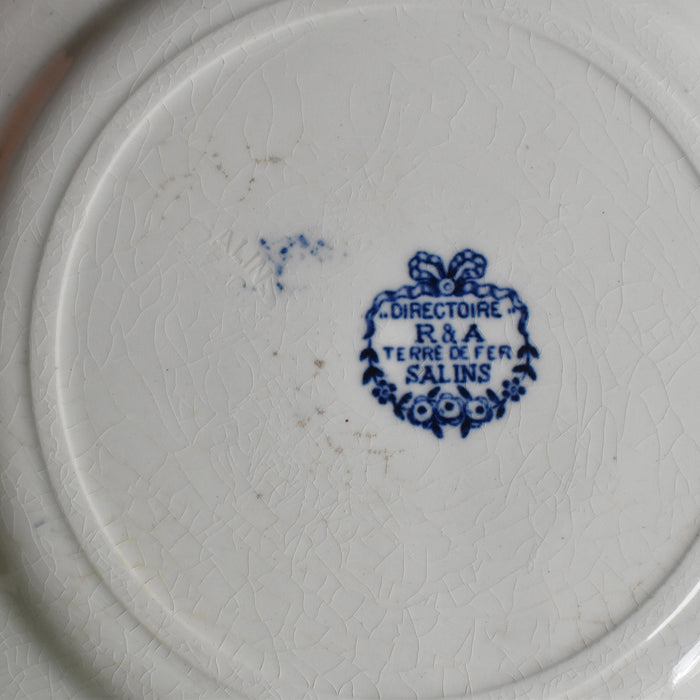 „DIRECTOIRE"
R & A
TERRE DE FER
SALINS